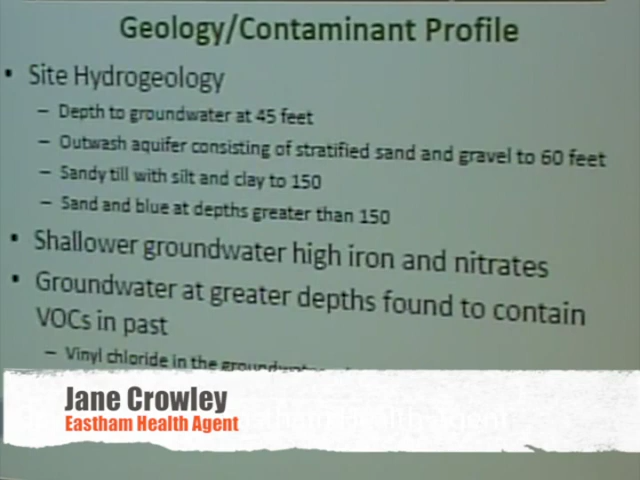 Geology/Contaminant Profile
• Site Hydrogeology
– Depth to groundwater at 45 feet
– Outwash aquifer consisting of stratified sand and gravel to 60 feet
– Sandy till with silt and clay to 150
– Sand and blue at depths greater than 150
• Shallower groundwater high iron and nitrates
• Groundwater at greater depths found to contain
VOCs in past
– Vinyl chloride in the groundwater
Jane Crowley
Eastham Health Agent